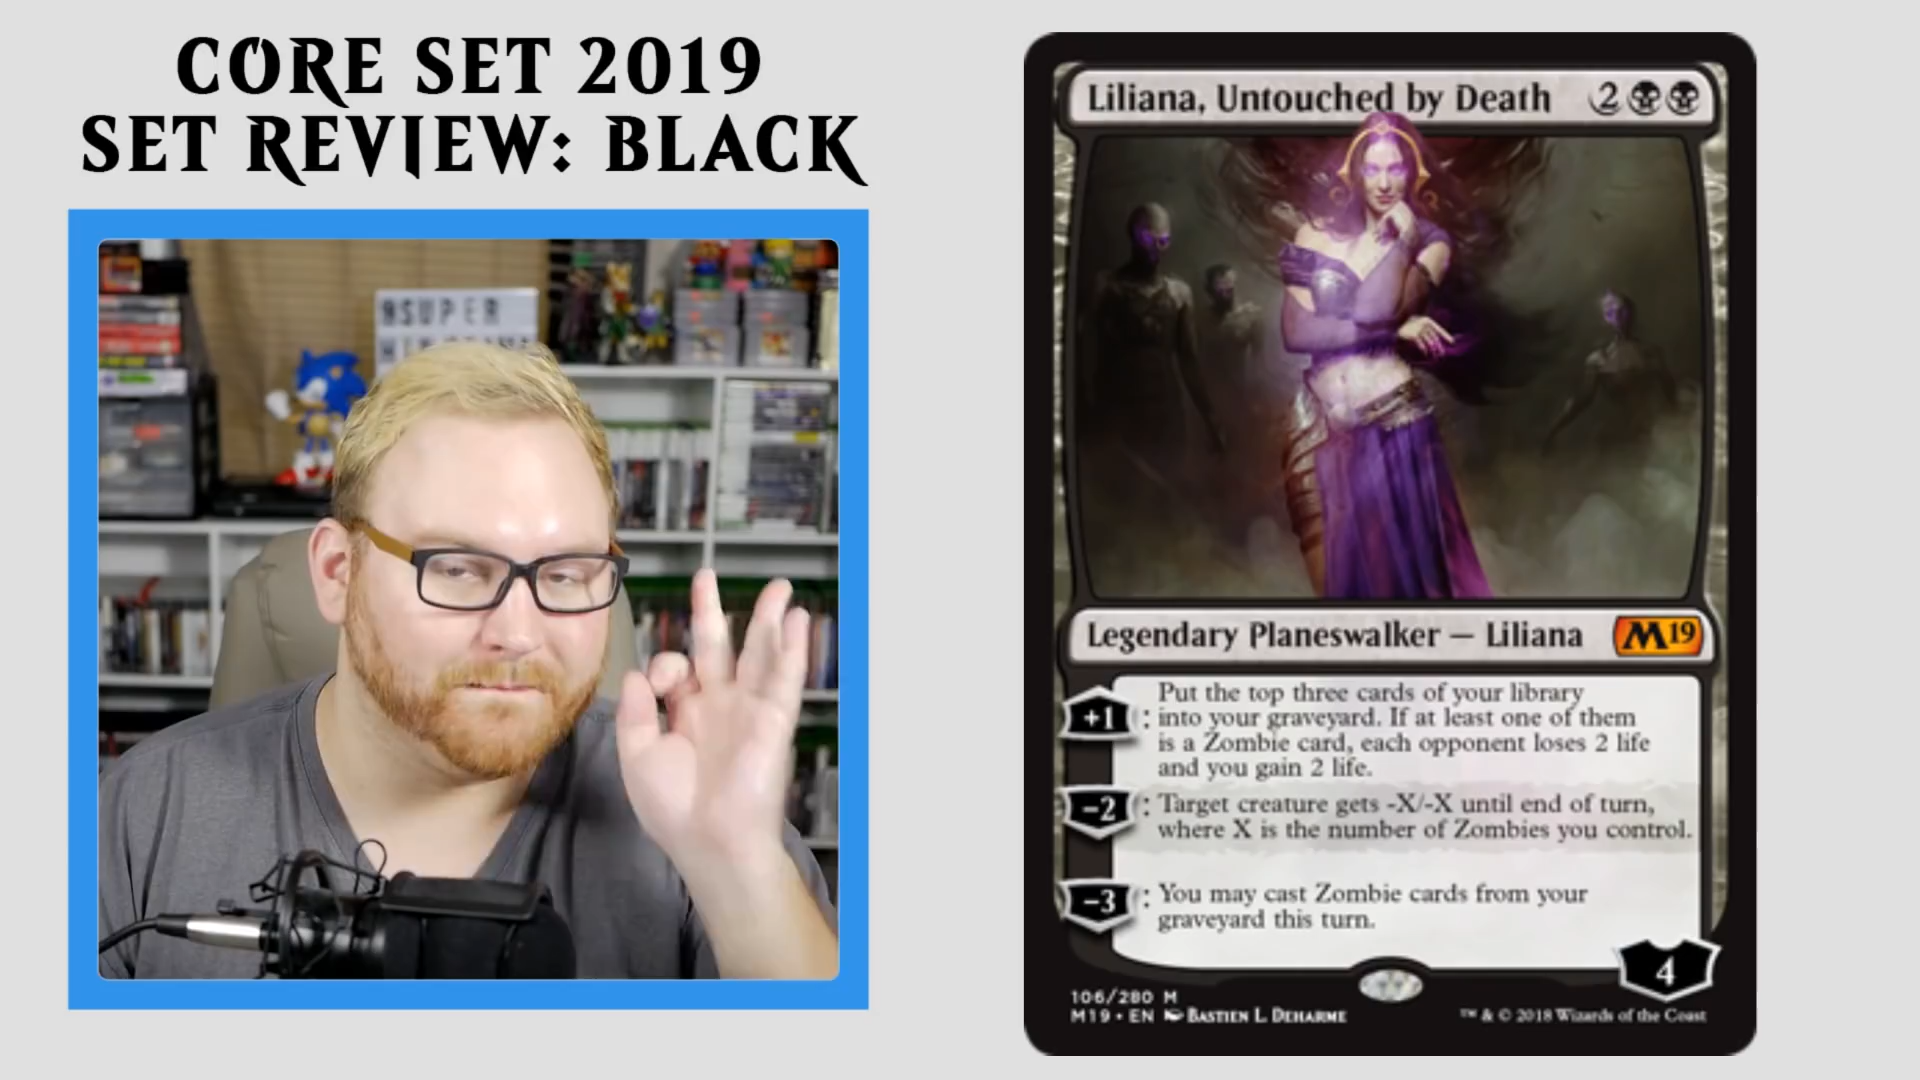 CORE SET 2019
SET REVIEW: BLACK
SUPER
Liliana, Untouched by Death 2
Legendary Planeswalker — Liliana M19
+1: Put the top three cards of your library
into your graveyard. If at least one of them
is a Zombie card, each opponent loses 2 life
and you gain 2 life.
-2: Target creature gets -X/-X until end of turn,
where X is the number of Zombies you control.
-3: You may cast Zombie cards from your
graveyard this turn.
4
106/280 M
M19 • EN BASTIEN L. DEHARME
™ & © 2018 Wizards of the Coast